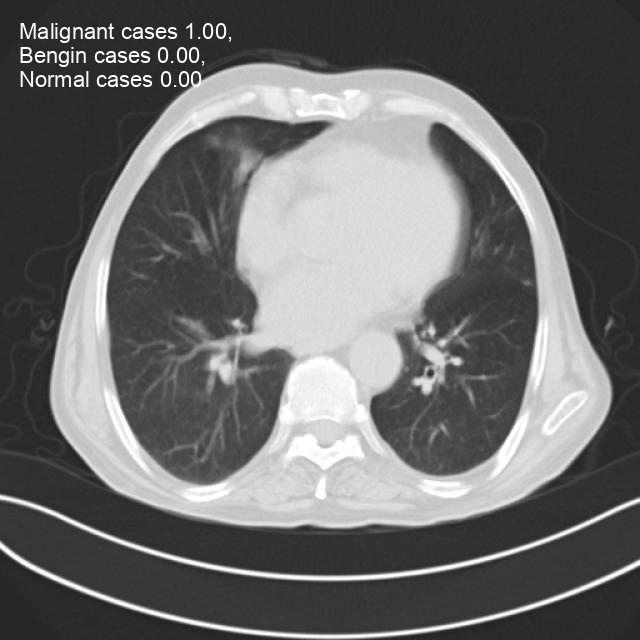 Malignant cases 1.00,
Bengin cases 0.00,
Normal cases 0.00